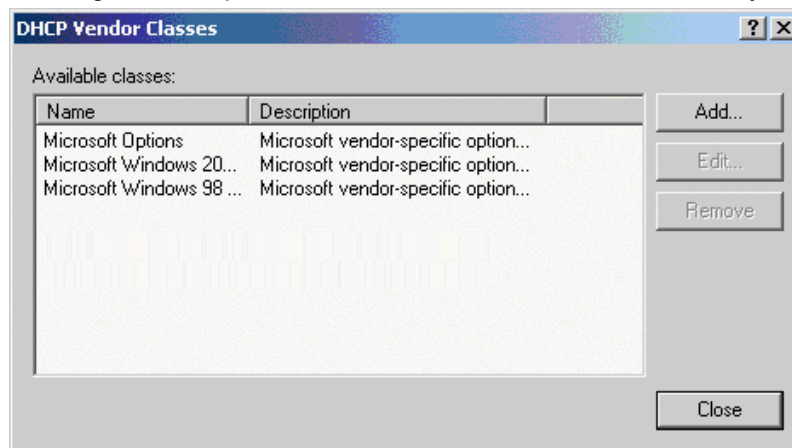 DHCP Vendor Classes
Available classes:
Name Description
Microsoft Options Microsoft vendor-specific option...
Microsoft Windows 20... Microsoft vendor-specific option...
Microsoft Windows 98 ... Microsoft vendor-specific option...
Add...
Edit...
Remove
Close